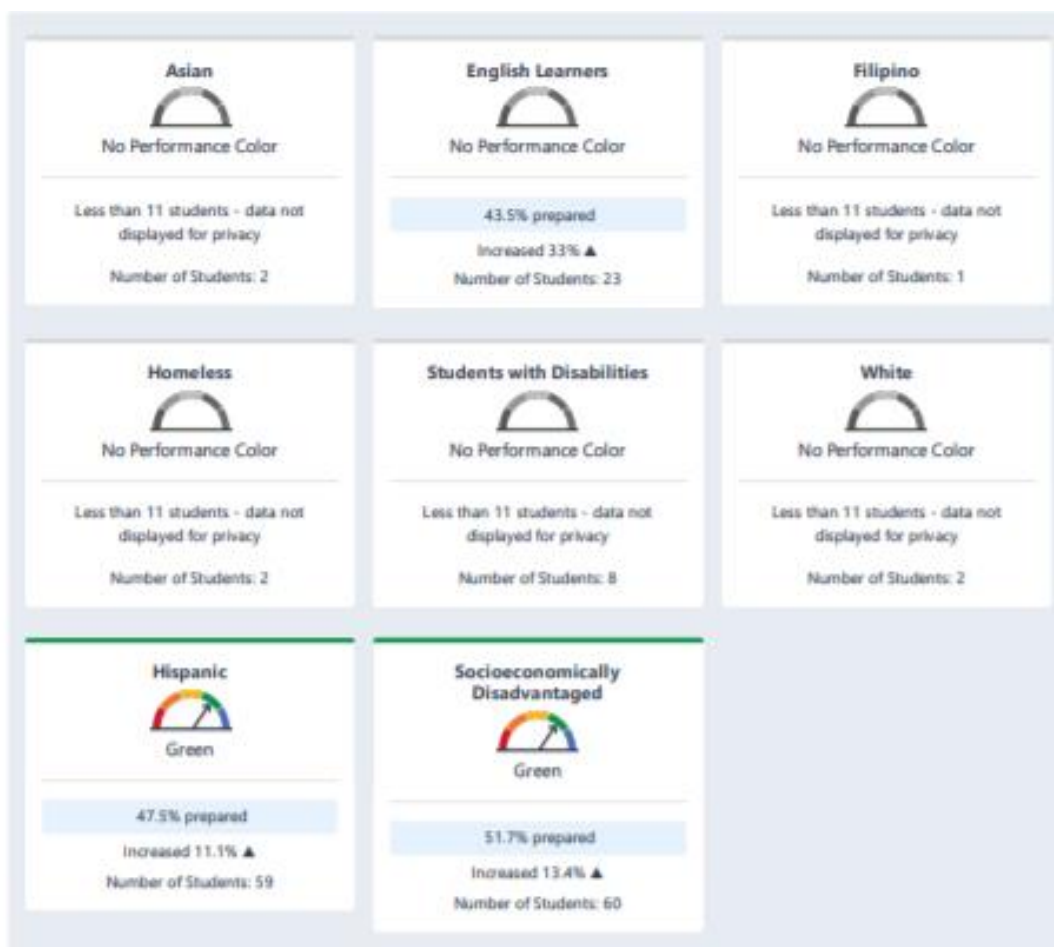 Asian
No Performance Color
Less than 11 students - data not
displayed for privacy
Number of Students: 2
English Learners
No Performance Color
43.5% prepared
Increased 33% ▲
Number of Students: 23
Filipino
No Performance Color
Less than 11 students - data not
displayed for privacy
Number of Students: 1
Homeless
No Performance Color
Less than 11 students - data not
displayed for privacy
Number of Students: 2
Students with Disabilities
No Performance Color
Less than 11 students - data not
displayed for privacy
Number of Students: 8
White
No Performance Color
Less than 11 students - data not
displayed for privacy
Number of Students: 2
Hispanic
Green
47.5% prepared
Increased 11.1% ▲
Number of Students: 59
Socioeconomically
Disadvantaged
Green
51.7% prepared
Increased 13.4% ▲
Number of Students: 60